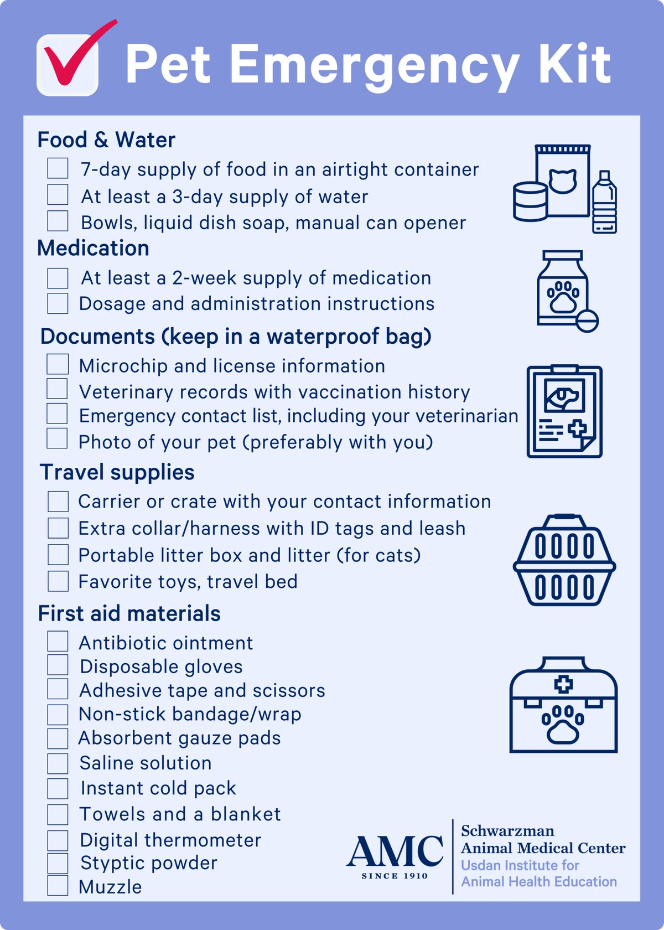 Pet Emergency Kit
Food & Water
7-day supply of food in an airtight container
At least a 3-day supply of water
Bowls, liquid dish soap, manual can opener
Medication
At least a 2-week supply of medication
Dosage and administration instructions
Documents (keep in a waterproof bag)
Microchip and license information
Veterinary records with vaccination history
Emergency contact list, including your veterinarian
Photo of your pet (preferably with you)
Travel supplies
Carrier or crate with your contact information
Extra collar/harness with ID tags and leash
Portable litter box and litter (for cats)
Favorite toys, travel bed
First aid materials
Antibiotic ointment
Disposable gloves
Adhesive tape and scissors
Non-stick bandage/wrap
Absorbent gauze pads
Saline solution
Instant cold pack
Towels and a blanket
Digital thermometer
Styptic powder
Muzzle
AMC
SINCE 1910
Schwarzman
Animal Medical Center
Usdan Institute for
Animal Health Education